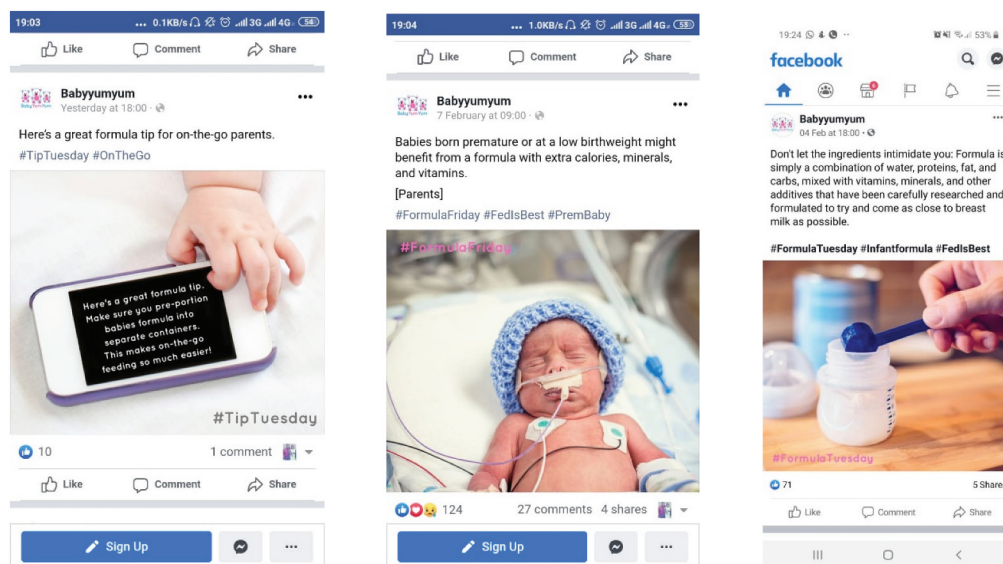 19:03
... 0.1KB/s 3G 4G 54
Like Comment Share
Babyyumyum
Yesterday at 18:00 ·
Here's a great formula tip for on-the-go parents.
#TipTuesday #OnTheGo
Here's a great formula tip.
Make sure you pre-portion
babies formula into
separate containers.
This makes on-the-go
feeding so much easier!
#TipTuesday
10 1 comment
Like Comment Share
Sign Up
19:04
... 1.0KB/s 3G 4G
Like Comment Share
Babyyumyum
7 February at 09:00 ·
Babies born premature or at a low birthweight might
benefit from a formula with extra calories, minerals,
and vitamins.
[Parents]
#FormulaFriday #FedIsBest #PremBaby
#FormulaFriday
124 27 comments 4 shares
Like Comment Share
Sign Up
19:24 53%
facebook
Babyyumyum
04 Feb at 18:00 ·
Don't let the ingredients intimidate you: Formula is
simply a combination of water, proteins, fat, and
carbs, mixed with vitamins, minerals, and other
additives that have been carefully researched and
formulated to try and come as close to breast
milk as possible.
#FormulaTuesday #Infantformula #FedIsBest
#FormulaTuesday
71 5 Share
Like Comment Share